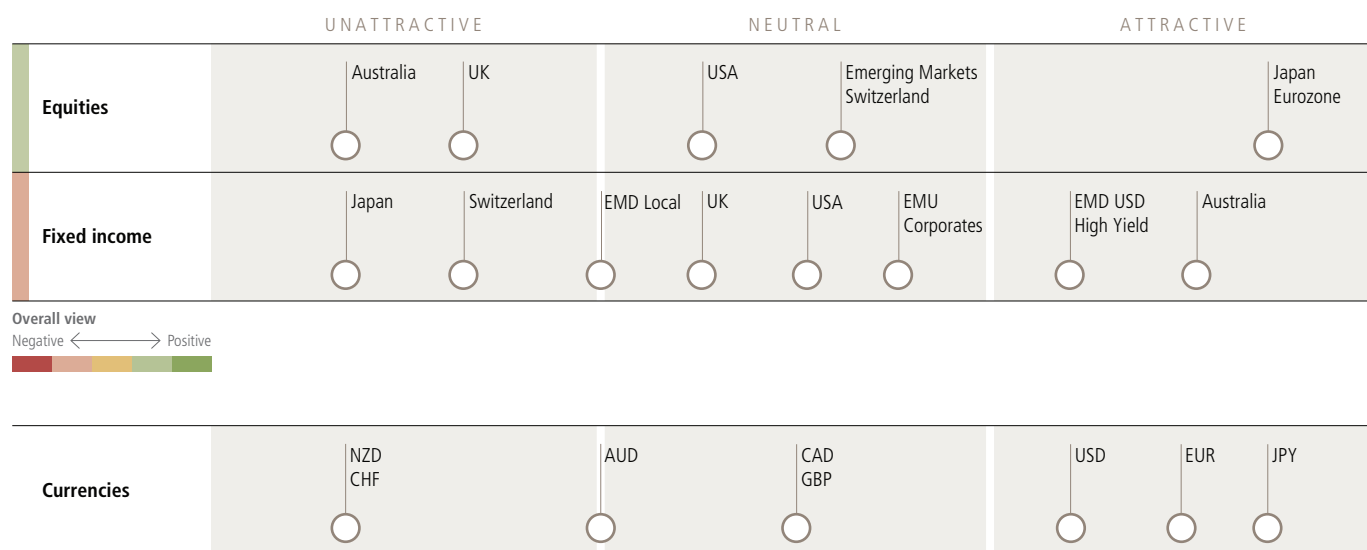 UNATTRACTIVE NEUTRAL ATTRACTIVE
Equities
Australia
UK
USA
Emerging Markets
Switzerland
Japan
Eurozone
Fixed income
Japan
Switzerland
EMD Local
UK
USA
EMU
Corporates
EMD USD
High Yield
Australia
Overall view
Negative Positive
Currencies
NZD
CHF
AUD
CAD
GBP
USD
EUR
JPY